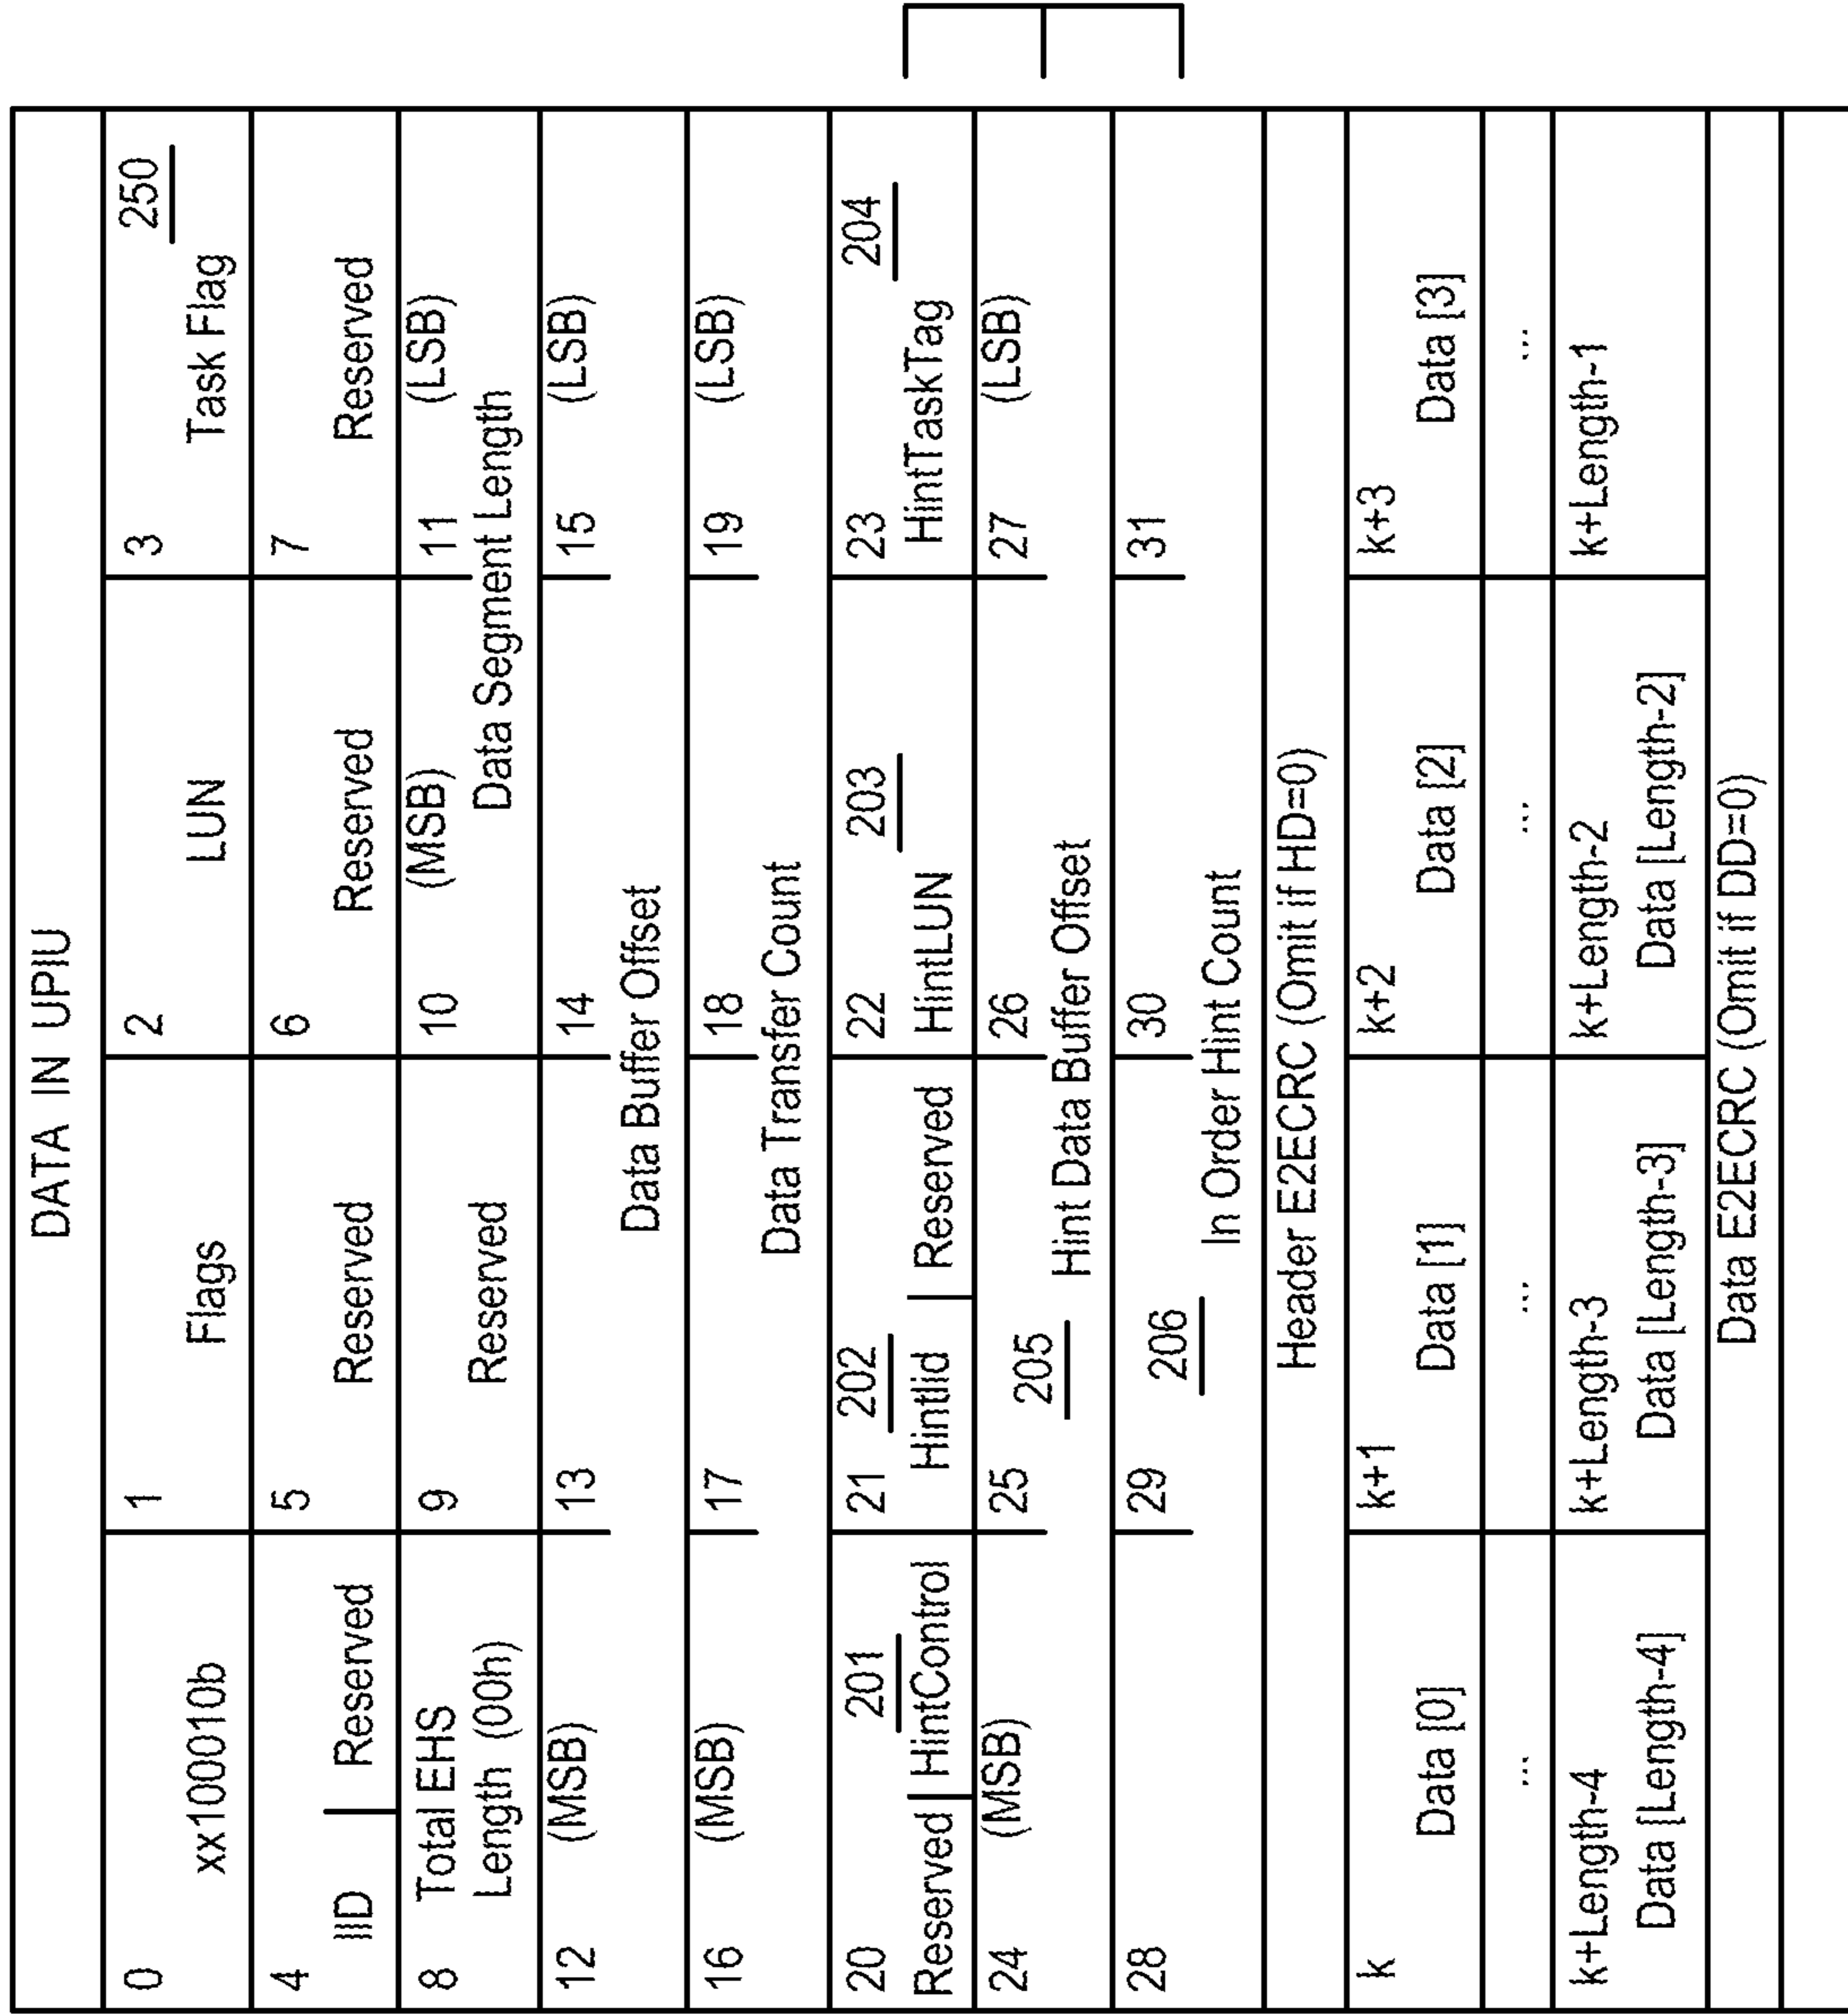 DATA IN UPIU
0 1 2 3 250
xx100010b Flags LUN Task Flag
4 5 6 7
IID Reserved Reserved Reserved Reserved
8 Total EHS 9 10 (MSB) 11 (LSB)
Length (00h) Reserved Data Segment Length
12 (MSB) 13 14 15 (LSB)
Data Buffer Offset
16 (MSB) 17 18 19 (LSB)
Data Transfer Count
20 201 21 202 22 203 23 204
Reserved HintControl HintIid Reserved HintLUN HintTaskTag
24 (MSB) 25 26 27 (LSB)
205 Hint Data Buffer Offset
28 29 206 30 31
In Order Hint Count
Header E2ECRC (Omit if HD=0)
k k+1 k+2 k+3
Data [0] Data [1] Data [2] Data [3]
... ... ... ...
k+Length-4 k+Length-3 k+Length-2 k+Length-1
Data [Length-4] Data [Length-3] Data [Length-2]
Data E2ECRC (Omit if DD=0)